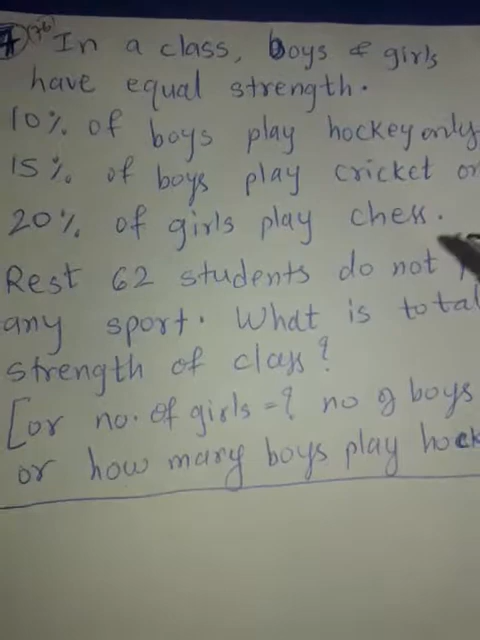 In a class, boys & girls
have equal strength.
10% of boys play hockey only
15% of boys play cricket on
20% of girls play chess.
Rest 62 students do not
any sport. What is total
strength of class?
[or no. of girls = ? no of boys
or how many boys play hock